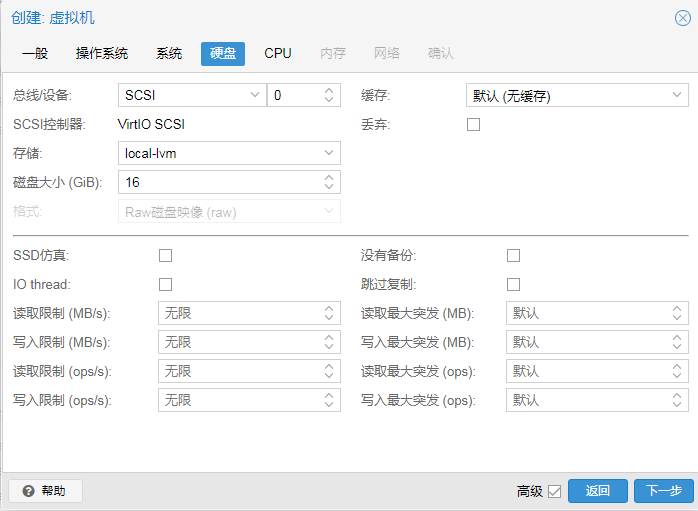 创建: 虚拟机
一般 操作系统 系统 硬盘 CPU 内存 网络 确认
总线/设备: SCSI 0 缓存: 默认 (无缓存)
SCSI控制器: VirtIO SCSI 丢弃:
存储: local-lvm
磁盘大小 (GiB): 16
格式: Raw磁盘映像 (raw)
SSD仿真: 没有备份:
IO thread: 跳过复制:
读取限制 (MB/s): 无限 读取最大突发 (MB): 默认
写入限制 (MB/s): 无限 写入最大突发 (MB): 默认
读取限制 (ops/s): 无限 读取最大突发 (ops): 默认
写入限制 (ops/s): 无限 写入最大突发 (ops): 默认
帮助 高级 返回 下一步